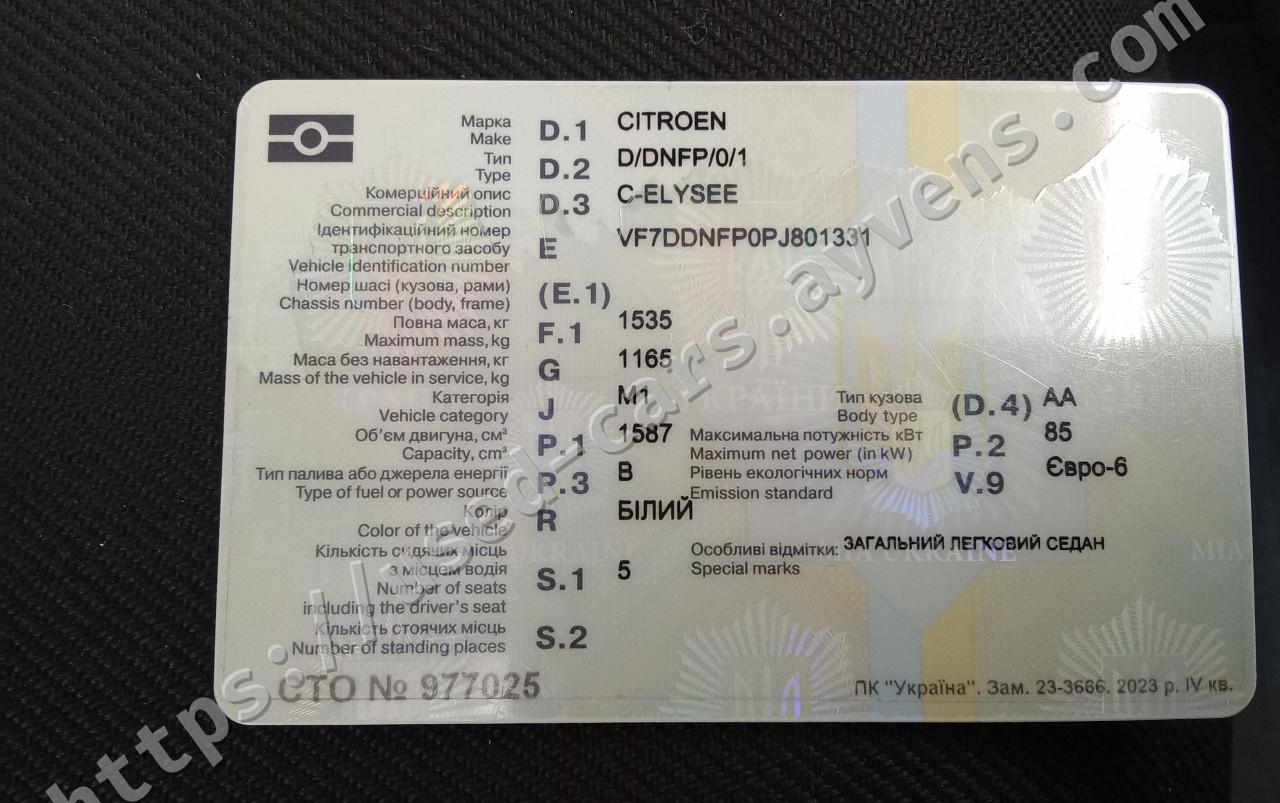 Марка
Make D.1 CITROEN
Тип
Type D.2 D/DNFP/0/1
Комерційний опис
Commercial description D.3 C-ELYSEE
Ідентифікаційний номер
транспортного засобу
Vehicle identification number E VF7DDNFP0PJ801331
Номер шасі (кузова, рами)
Chassis number (body, frame) (E.1)
Повна маса, кг
Maximum mass, kg F.1 1535
Маса без навантаження, кг
Mass of the vehicle in service, kg G 1165
Категорія
Vehicle category J M1
Тип кузова
Body type (D.4) AA
Об'єм двигуна, см³
Capacity, cm³ P.1 1587
Максимальна потужність кВт
Maximum net power (in kW) P.2 85
Тип палива або джерела енергії
Type of fuel or power source P.3 B
Рівень екологічних норм
Emission standard V.9 Євро-6
Колір
Color of the vehicle R БІЛИЙ
Кількість сидячих місць
з місцем водія
Number of seats
including the driver's seat S.1 5
Особливі відмітки: ЗАГАЛЬНИЙ ЛЕГКОВИЙ СЕДАН
Special marks
Кількість стоячих місць
Number of standing places S.2
СТО № 977025
ПК "Україна". Зам. 23-3666. 2023 р. IV кв.
УКРАЇНА
MIA UKRAINE
https://used-cars.ayvens.com